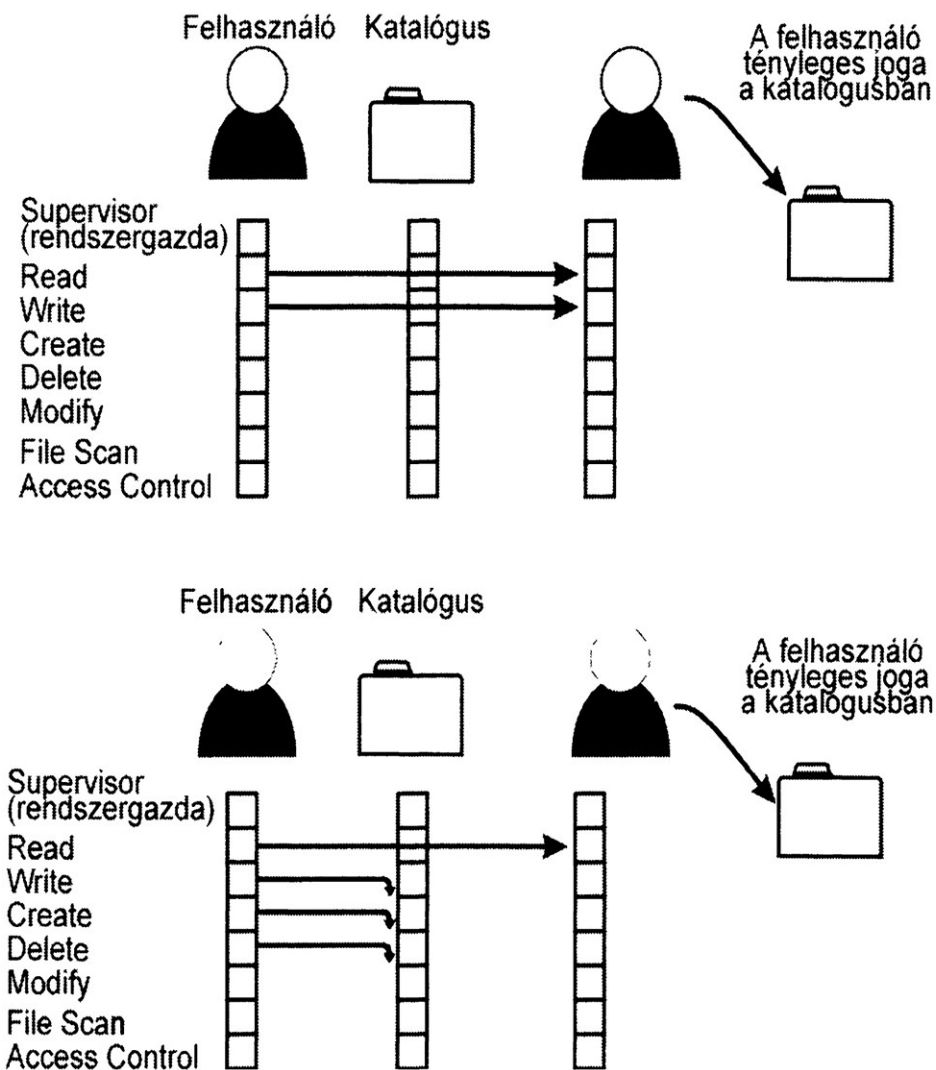 Felhasználó Katalógus
A felhasználó
tényleges joga
a katalógusban
Supervisor
(rendszergazda)
Read
Write
Create
Delete
Modify
File Scan
Access Control
Felhasználó Katalógus
A felhasználó
tényleges joga
a katalógusban
Supervisor
(rendszergazda)
Read
Write
Create
Delete
Modify
File Scan
Access Control